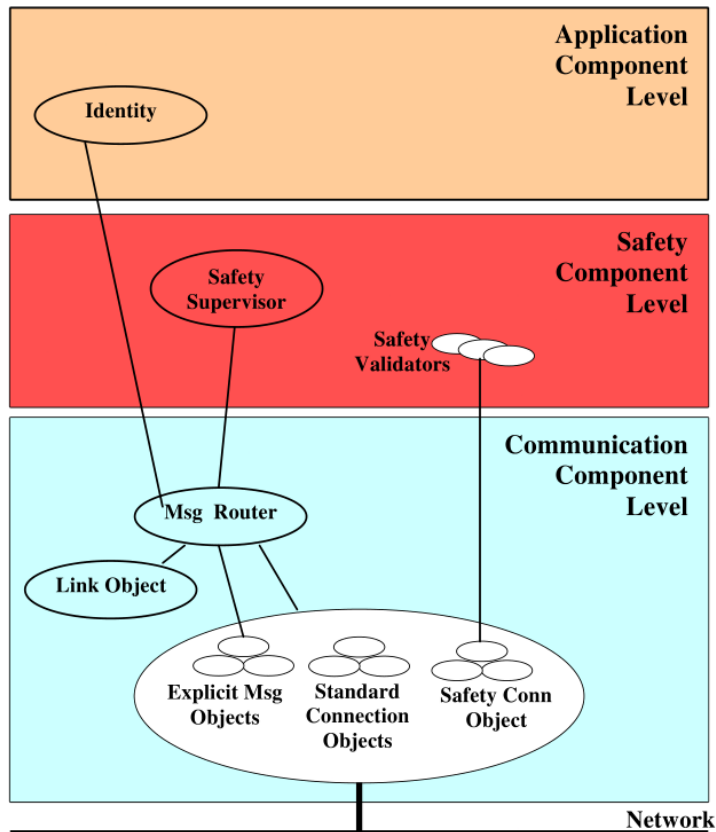 Application
Component
Level
Identity
Safety
Component
Level
Safety
Supervisor
Safety
Validators
Communication
Component
Level
Msg Router
Link Object
Explicit Msg
Objects
Standard
Connection
Objects
Safety Conn
Object
Network